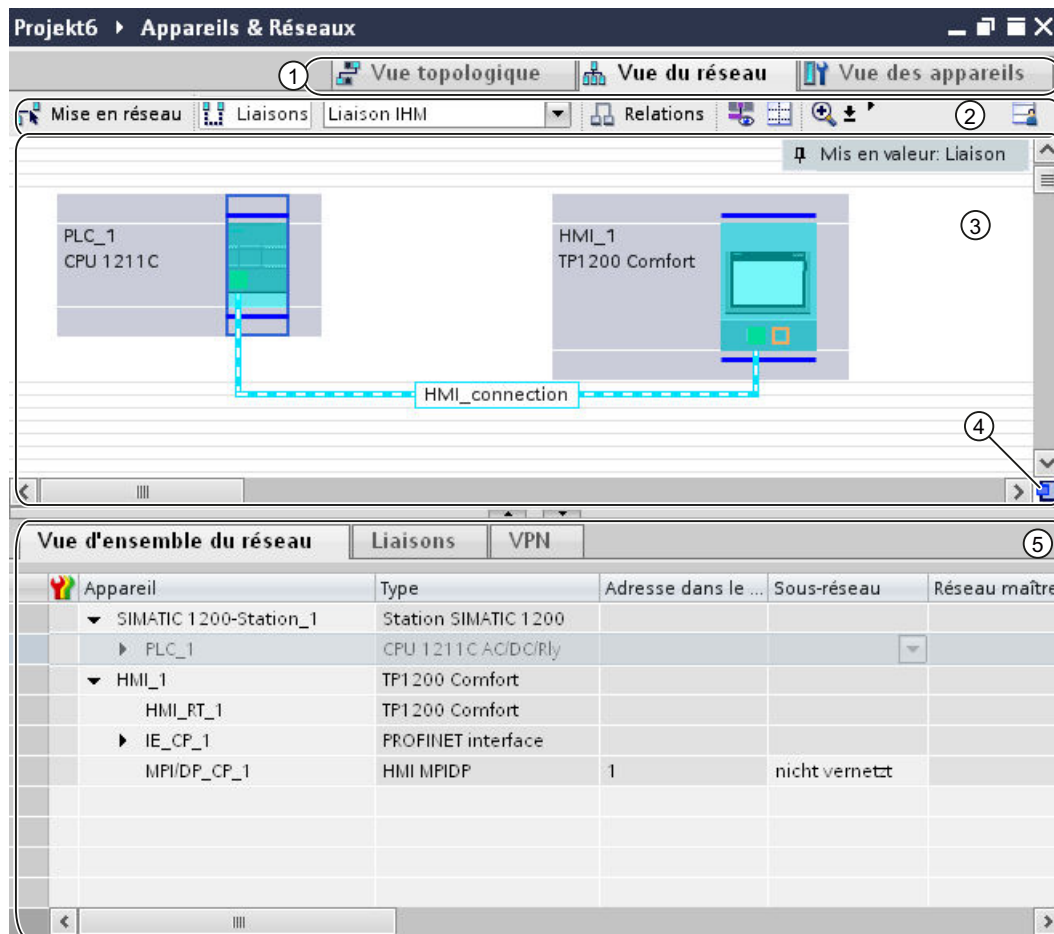 Projekt6 ▸ Appareils & Réseaux
1 Vue topologique Vue du réseau Vue des appareils
Mise en réseau Liaisons Liaison IHM Relations 2
Mis en valeur: Liaison
3
PLC_1
CPU 1211C
HMI_1
TP1200 Comfort
HMI_connection
4
Vue d'ensemble du réseau Liaisons VPN 5
Appareil Type Adresse dans le ... Sous-réseau Réseau maître
SIMATIC 1200-Station_1 Station SIMATIC 1200
PLC_1 CPU 1211C AC/DC/Rly
HMI_1 TP1200 Comfort
HMI_RT_1 TP1200 Comfort
IE_CP_1 PROFINET interface
MPI/DP_CP_1 HMI MPIDP 1 nicht vernetzt